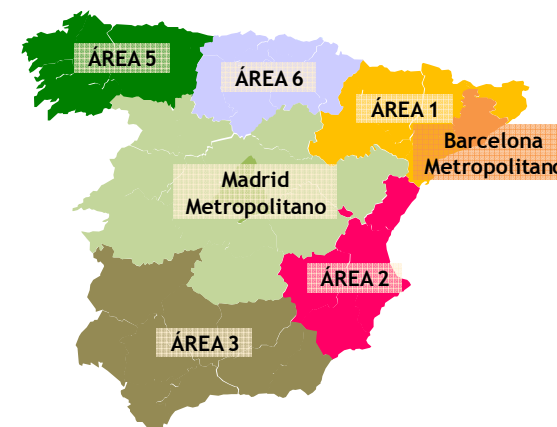 ÁREA 5
ÁREA 6
ÁREA 1
Barcelona
Metropolitano
Madrid
Metropolitano
ÁREA 2
ÁREA 3